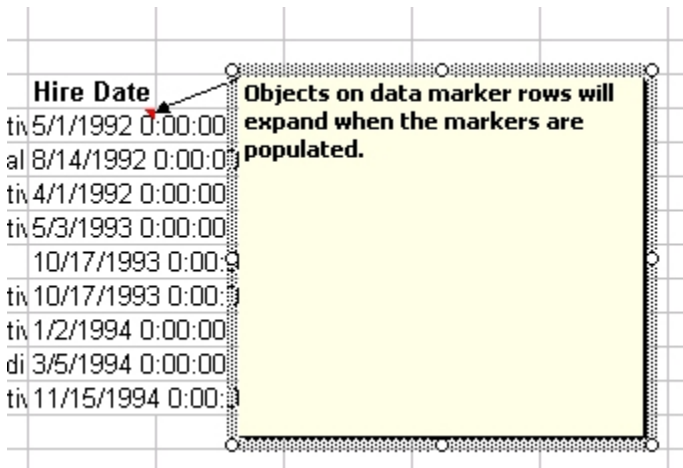 Hire Date
Objects on data marker rows will
expand when the markers are
populated.
5/1/1992 0:00:00
al 8/14/1992 0:00:0
4/1/1992 0:00:00
5/3/1993 0:00:00
10/17/1993 0:00:
10/17/1993 0:00:
1/2/1994 0:00:00
di 3/5/1994 0:00:00
11/15/1994 0:00: